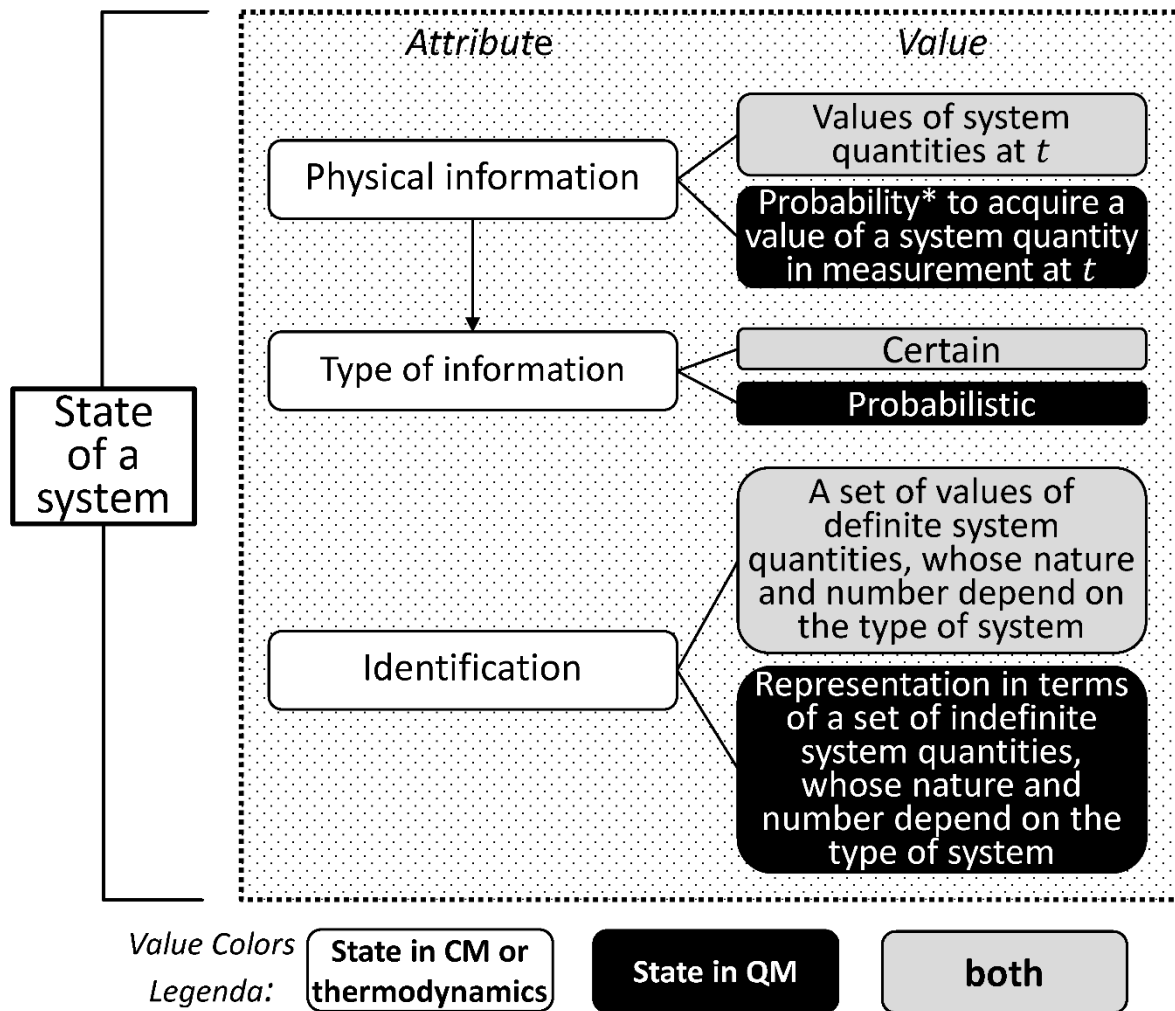 Attribute
Value
Values of system
quantities at t
Physical information
Probability* to acquire a
value of a system quantity
in measurement at t
Type of information
Certain
Probabilistic
State
of a
system
A set of values of
definite system
quantities, whose nature
and number depend on
the type of system
Identification
Representation in terms
of a set of indefinite
system quantities,
whose nature and
number depend on the
type of system
Value Colors
Legenda:
State in CM or
thermodynamics
State in QM
both